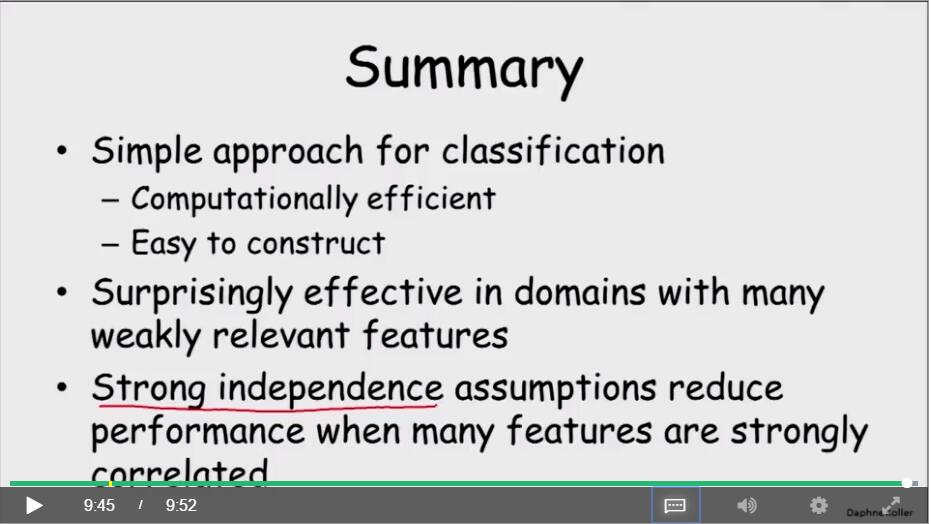 Summary
• Simple approach for classification
– Computationally efficient
– Easy to construct
• Surprisingly effective in domains with many
weakly relevant features
• Strong independence assumptions reduce
performance when many features are strongly
correlated
9:45 / 9:52
Daphne Koller